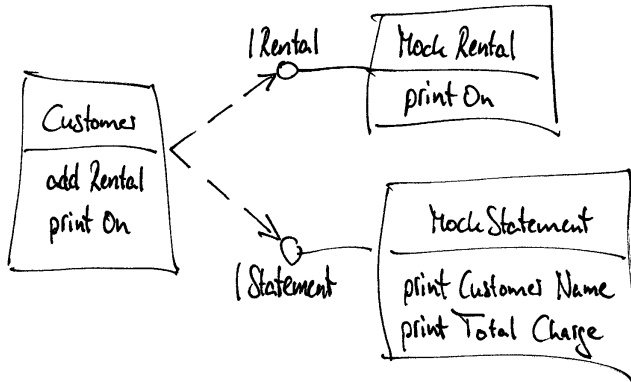 Customer
add Rental
print On
IRental
Mock Rental
print On
IStatement
MockStatement
print Customer Name
print Total Charge